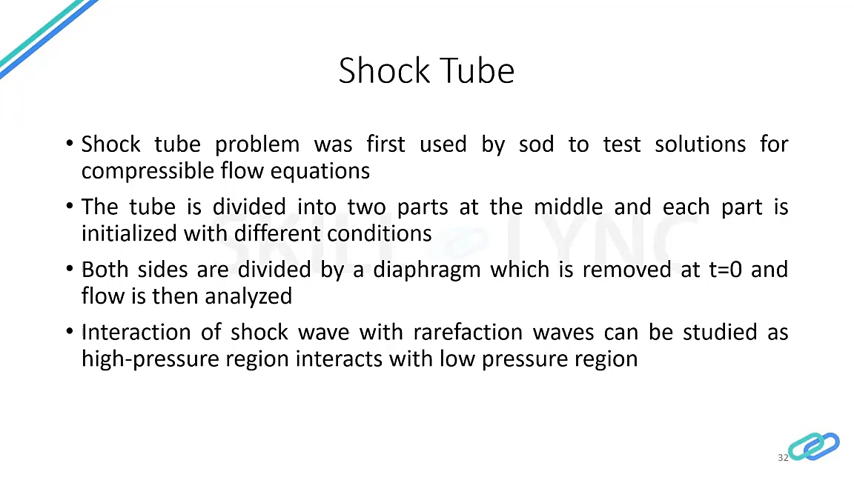 Shock Tube
• Shock tube problem was first used by sod to test solutions for
compressible flow equations
• The tube is divided into two parts at the middle and each part is
initialized with different conditions
• Both sides are divided by a diaphragm which is removed at t=0 and
flow is then analyzed
• Interaction of shock wave with rarefaction waves can be studied as
high-pressure region interacts with low pressure region
SKILL LYNC
32